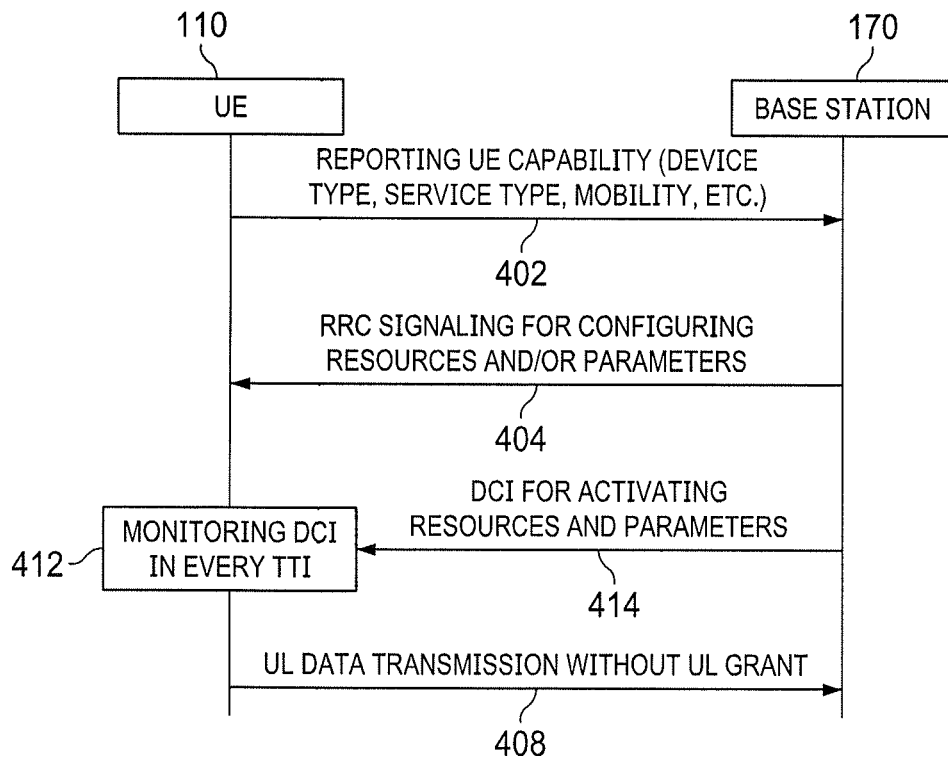 110
170
UE
BASE STATION
REPORTING UE CAPABILITY (DEVICE
TYPE, SERVICE TYPE, MOBILITY, ETC.)
402
RRC SIGNALING FOR CONFIGURING
RESOURCES AND/OR PARAMETERS
404
DCI FOR ACTIVATING
RESOURCES AND PARAMETERS
412
MONITORING DCI
IN EVERY TTI
414
UL DATA TRANSMISSION WITHOUT UL GRANT
408